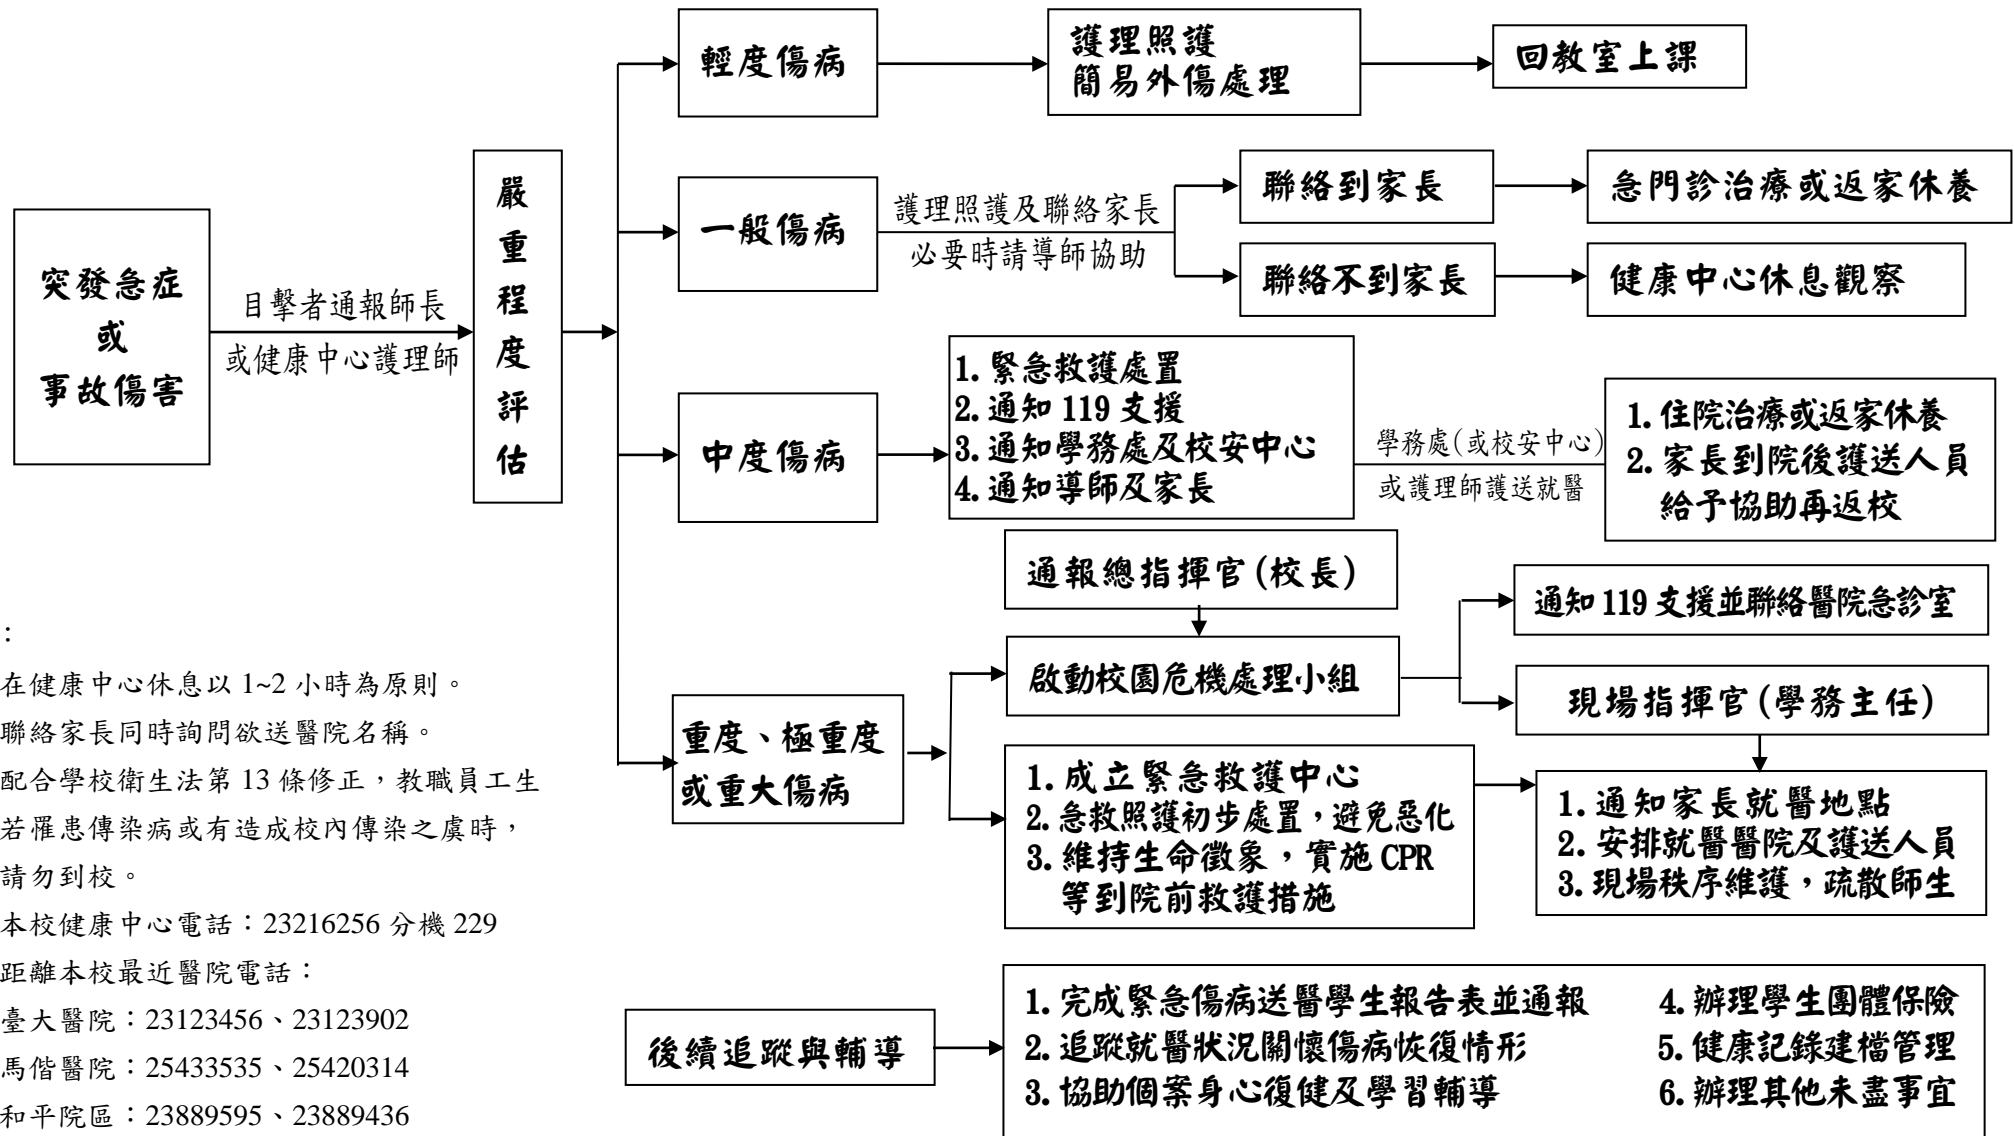 突發急症
或
事故傷害
目擊者通報師長
或健康中心護理師
嚴重程度評估
輕度傷病
護理照護
簡易外傷處理
回教室上課
一般傷病
護理照護及聯絡家長
必要時請導師協助
聯絡到家長
急門診治療或返家休養
聯絡不到家長
健康中心休息觀察
中度傷病
1.緊急救護處置
2.通知 119 支援
3.通知學務處及校安中心
4.通知導師及家長
學務處(或校安中心)
或護理師護送就醫
1.住院治療或返家休養
2.家長到院後護送人員
給予協助再返校
重度、極重度
或重大傷病
通報總指揮官(校長)
啟動校園危機處理小組
通知 119 支援並聯絡醫院急診室
現場指揮官(學務主任)
1.成立緊急救護中心
2.急救照護初步處置，避免惡化
3.維持生命徵象，實施 CPR
等到院前救護措施
1.通知家長就醫地點
2.安排就醫醫院及護送人員
3.現場秩序維護，疏散師生
：
在健康中心休息以 1~2 小時為原則。
聯絡家長同時詢問欲送醫院名稱。
配合學校衛生法第 13 條修正，教職員工生
若罹患傳染病或有造成校內傳染之虞時，
請勿到校。
本校健康中心電話：23216256 分機 229
距離本校最近醫院電話：
臺大醫院：23123456、23123902
馬偕醫院：25433535、25420314
和平院區：23889595、23889436
後續追蹤與輔導
1.完成緊急傷病送醫學生報告表並通報
2.追蹤就醫狀況關懷傷病恢復情形
3.協助個案身心復健及學習輔導
4.辦理學生團體保險
5.健康記錄建檔管理
6.辦理其他未盡事宜